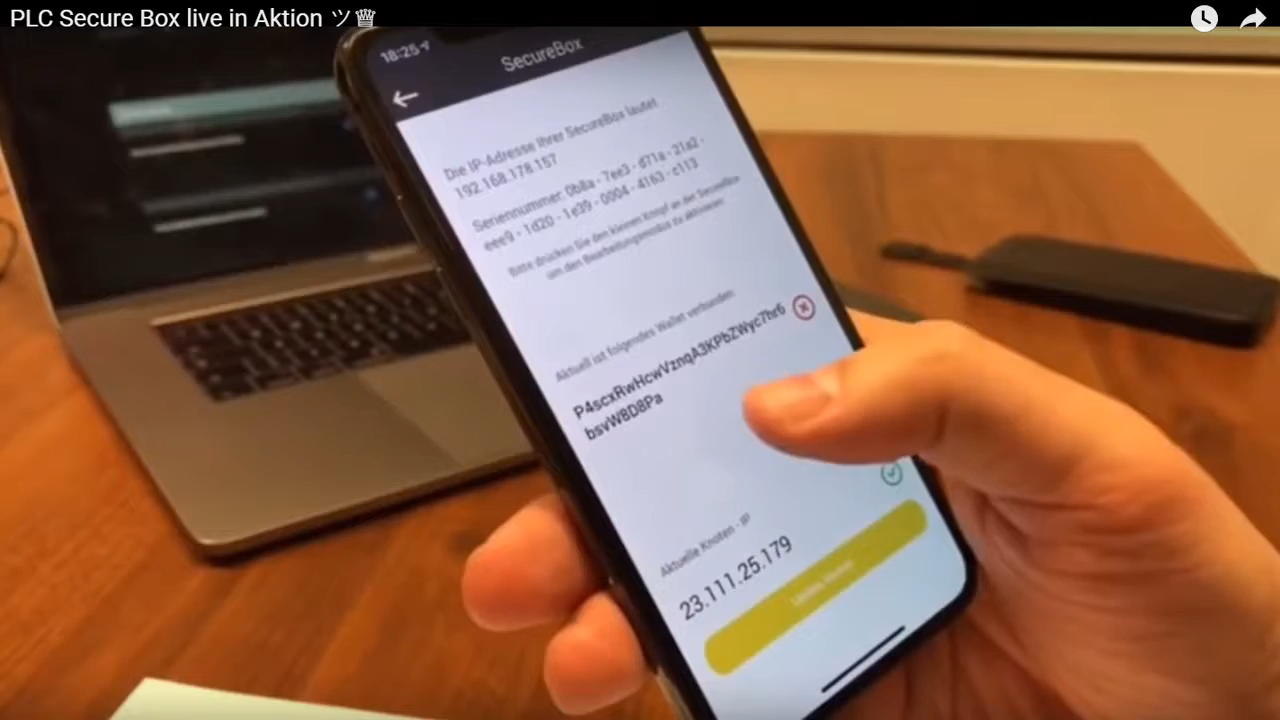 PLC Secure Box live in Aktion ツ♕
18:25
SecureBox
Die IP-Adresse Ihrer SecureBox lautet
192.168.178.157
Seriennummer: 0b8a - 7ee3 - d71a - 21a2 -
eee9 - 1d20 - 1e39 - 0004 - 4163 - c113
Bitte drücken Sie den kleinen Knopf an der SecureBox
um den Bearbeitungsmodus zu aktivieren
Aktuell ist folgendes Wallet verbunden:
P4scxRwHcwVznqA3KPbZWyc7hr6
bsvW8D8Pa
Aktuelle Knoten - IP
23.111.25.179